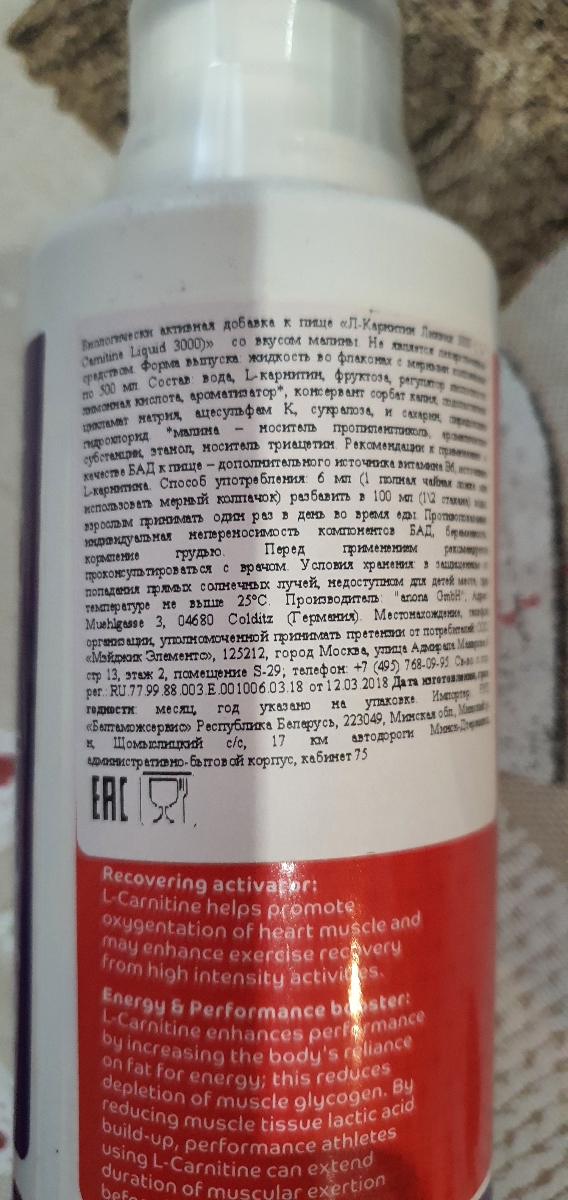 Биологически активная добавка к пище «Л-Карнитин
Carnitine Liquid 3000)» со вкусом малины. Не является
средством. Форма выпуска: жидкость во флаконах с мерным
по 500 мл. Состав: вода, L-карнитин, фруктоза, регулятор
лимонная кислота, ароматизатор*, консервант сорбат калия,
цикламат натрия, ацесульфам К, сукралоза, и сахарин,
гидрохлорид. *малина – носитель пропиленгликоль,
субстанции, этанол, носитель триацетин. Рекомендации к
качестве БАД к пище – дополнительного источника витамина В6,
L-карнитина. Способ употребления: 6 мл (1 полная чайная ложка
использовать мерный колпачок) разбавить в 100 мл (1\2 стакана)
взрослым принимать один раз в день во время еды.
индивидуальная непереносимость компонентов БАД,
кормление грудью. Перед применением
проконсультироваться с врачом. Условия хранения: в
попадания прямых солнечных лучей, недоступном для детей месте, при
температуре не выше 25°С. Производитель: "anona GmbH",
Muehlgasse 3, 04680 Colditz (Германия). Местонахождение,
организации, уполномоченной принимать претензии от потребителей
«Мэйджик Элементс», 125212, город Москва, улица Адмирала
стр 13, этаж 2, помещение S-29; телефон: +7 (495) 768-09-95.
рег.: RU.77.99.88.003.Е.001006.03.18 от 12.03.2018 Дата изготовления,
годности: месяц, год указано на упаковке. Импортер:
«Белтаможсервис» Республика Беларусь, 223049, Минская обл,
н, Щомыслицкий с/с, 17 км автодороги
административно-бытовой корпус, кабинет 75
EAC
Recovering activator:
L-Carnitine helps promote
oxygentation of heart muscle and
may enhance exercise recovery
from high intensity activities.
Energy & Performance booster:
L-Carnitine enhances performance
by increasing the body's reliance
on fat for energy; this reduces
depletion of muscle glycogen. By
reducing muscle tissue lactic acid
build-up, performance athletes
using L-Carnitine can extend
duration of muscular exertion